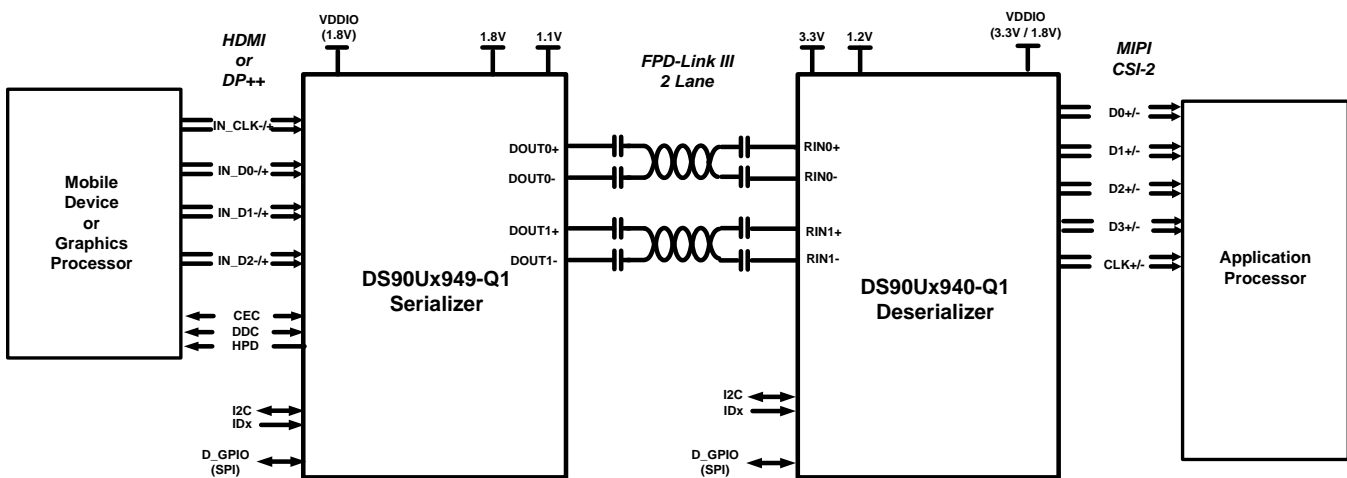 VDDIO
(1.8V)
1.8V
1.1V
3.3V
1.2V
VDDIO
(3.3V / 1.8V)
HDMI
or
DP++
FPD-Link III
2 Lane
MIPI
CSI-2
Mobile
Device
or
Graphics
Processor
IN_CLK-/+
IN_D0-/+
IN_D1-/+
IN_D2-/+
CEC
DDC
HPD
I2C
IDx
D_GPIO
(SPI)
DOUT0+
DOUT0-
DOUT1+
DOUT1-
DS90Ux949-Q1
Serializer
RIN0+
RIN0-
RIN1+
RIN1-
DS90Ux940-Q1
Deserializer
I2C
IDx
D_GPIO
(SPI)
D0+/-
D1+/-
D2+/-
D3+/-
CLK+/-
Application
Processor